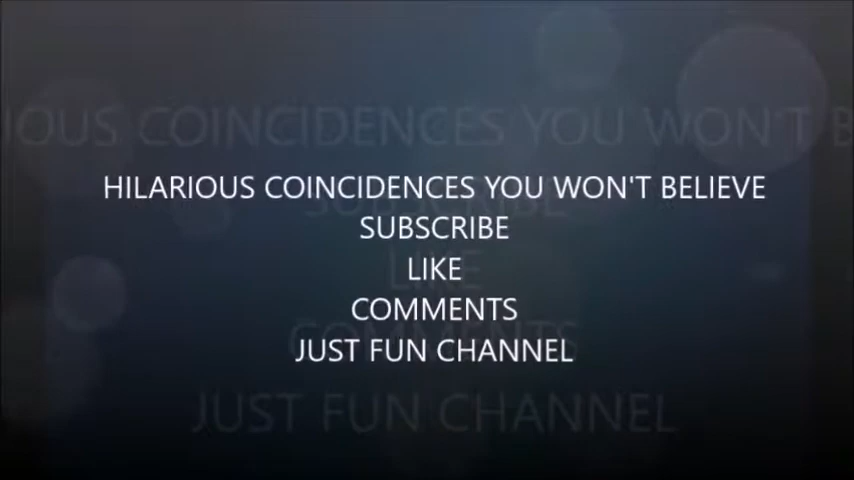 HILARIOUS COINCIDENCES YOU WON'T BELIEVE
SUBSCRIBE
LIKE
COMMENTS
JUST FUN CHANNEL